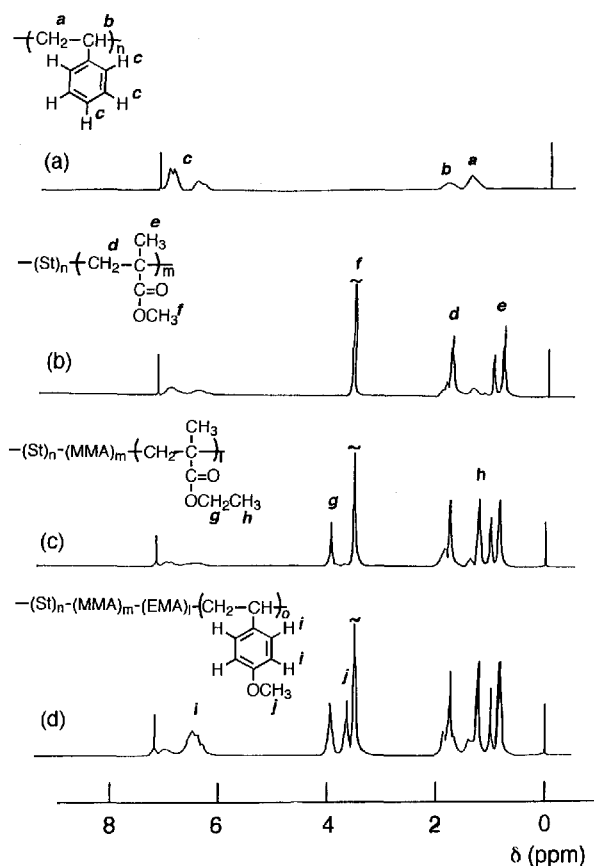 a b
—(CH2—CH)n
H H c
H H c
H c
(a) c b a
e
d CH3
—(St)n—(CH2—C)m
C=O
OCH3 f
(b) f d e
CH3
—(St)n-(MMA)m—(CH2—C)l
C=O
OCH2CH3
g h
(c) g h
—(St)n-(MMA)m-(EMA)l—(CH2—CH)o
H H i
H H i
OCH3
j
(d) i j
8 6 4 2 0
δ (ppm)